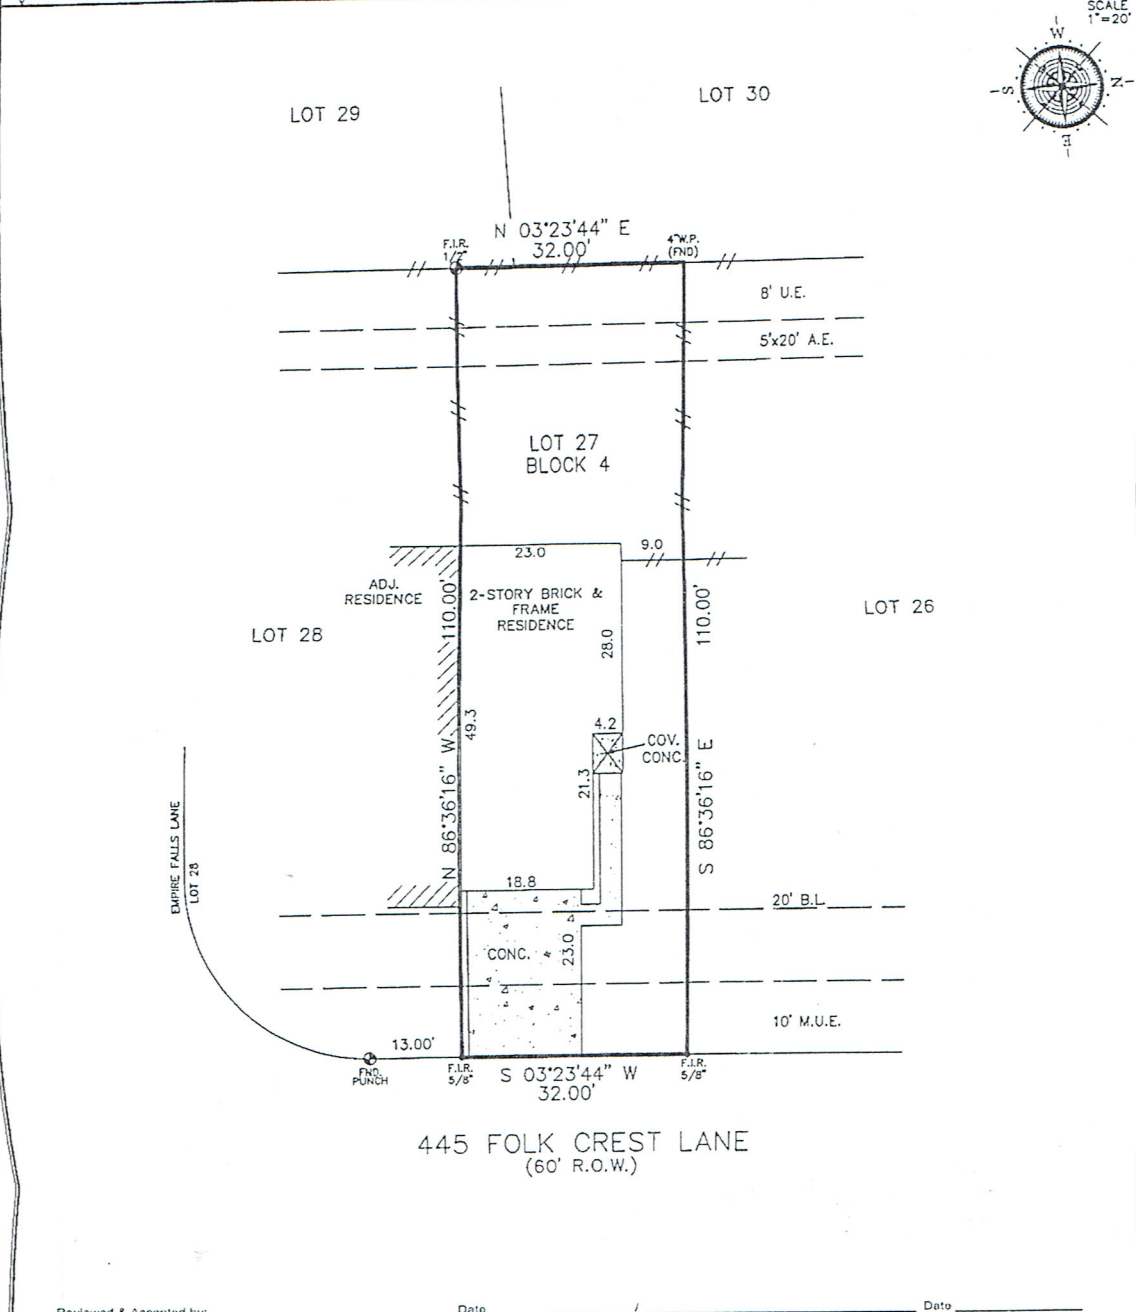 SCALE
1"=20'
W
S
N
E
LOT 29
LOT 30
N 03°23'44" E
32.00'
F.I.R.
1/2"
4"W.P.
(FND)
8' U.E.
5'x20' A.E.
LOT 27
BLOCK 4
23.0
9.0
ADJ.
RESIDENCE
2-STORY BRICK &
FRAME
RESIDENCE
LOT 28
LOT 26
110.00'
N 86°36'16" W
49.3
28.0
110.00'
S 86°36'16" E
4.2
COV.
CONC.
21.3
EMPIRE FALLS LANE
LOT 28
18.8
20' B.L.
CONC.
23.0
10' M.U.E.
13.00'
FND.
PUNCH
F.I.R.
5/8"
S 03°23'44" W
32.00'
F.I.R.
5/8"
445 FOLK CREST LANE
(60' R.O.W.)
Reviewed & Accepted by:
Date
/
Date